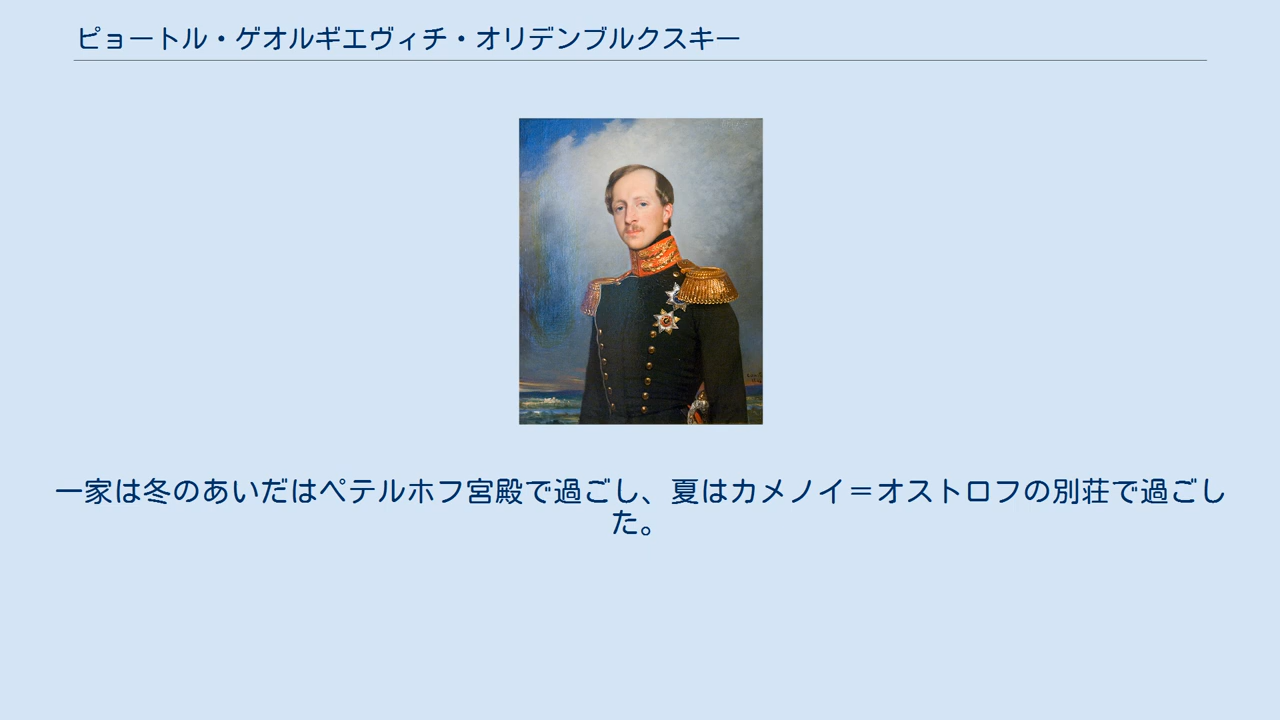 ピョートル・ゲオルギエヴィチ・オリデンブルクスキー
一家は冬のあいだはペテルホフ宮殿で過ごし、夏はカメノイ＝オストロフの別荘で過ごし
た。